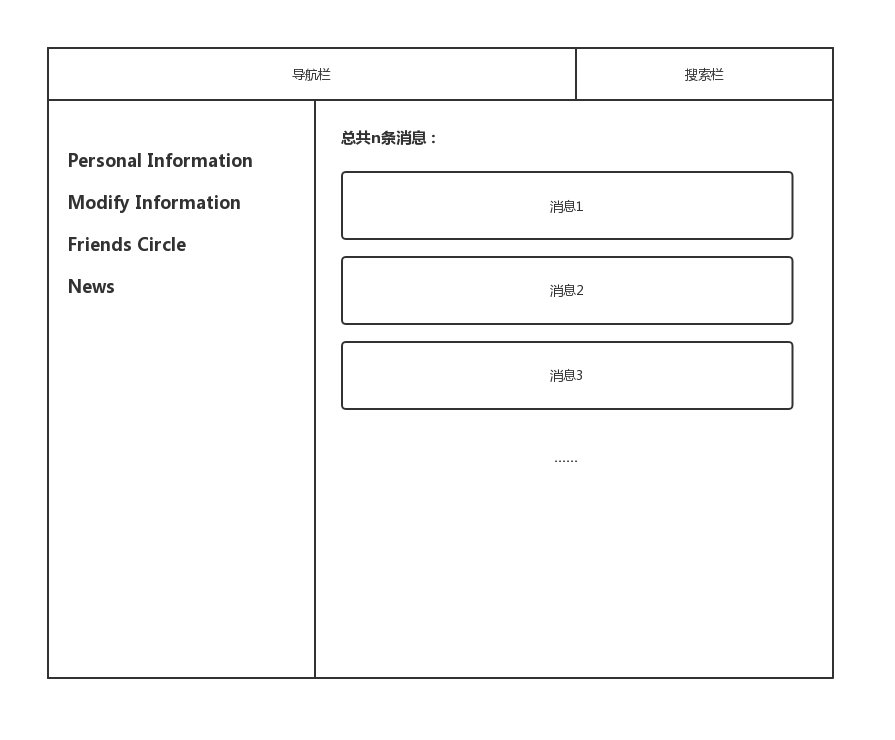 导航栏
搜索栏
Personal Information
Modify Information
Friends Circle
News
总共n条消息：
消息1
消息2
消息3
......